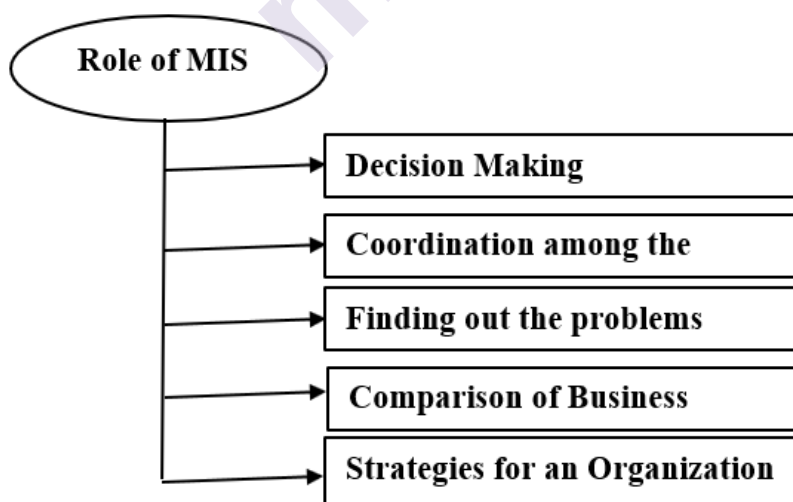 Role of MIS
Decision Making
Coordination among the
Finding out the problems
Comparison of Business
Strategies for an Organization